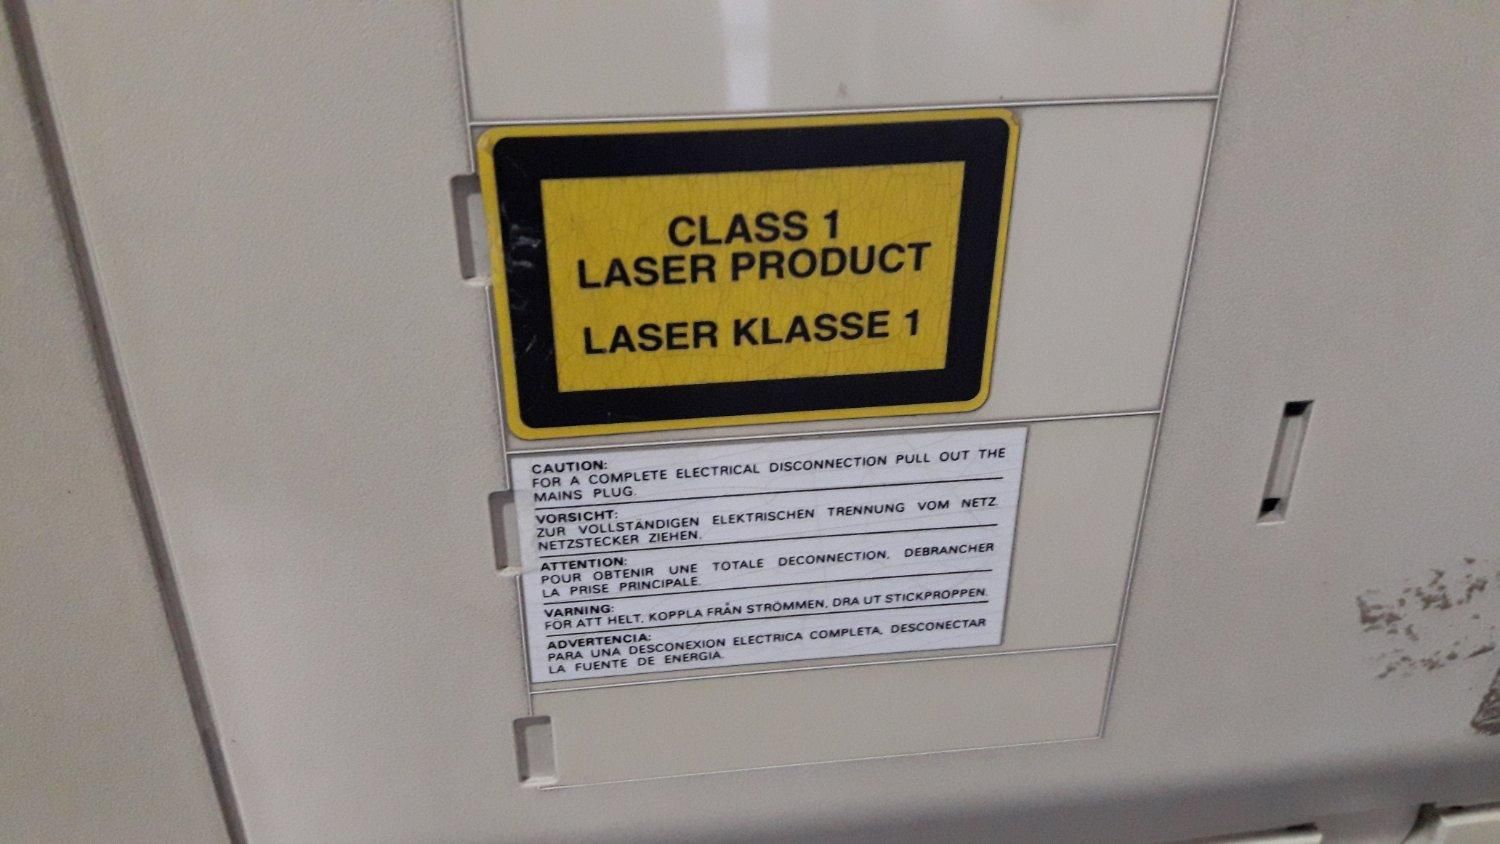 CLASS 1
LASER PRODUCT
LASER KLASSE 1
CAUTION:
FOR A COMPLETE ELECTRICAL DISCONNECTION PULL OUT THE
MAINS PLUG.
VORSICHT:
ZUR VOLLSTÄNDIGEN ELEKTRISCHEN TRENNUNG VOM NETZ
NETZSTECKER ZIEHEN.
ATTENTION:
POUR OBTENIR UNE TOTALE DECONNECTION, DEBRANCHER
LA PRISE PRINCIPALE.
VARNING:
FÖR ATT HELT, KOPPLA FRÅN STRÖMMEN, DRA UT STICKPROPPEN.
ADVERTENCIA:
PARA UNA DESCONEXION ELECTRICA COMPLETA, DESCONECTAR
LA FUENTE DE ENERGIA.